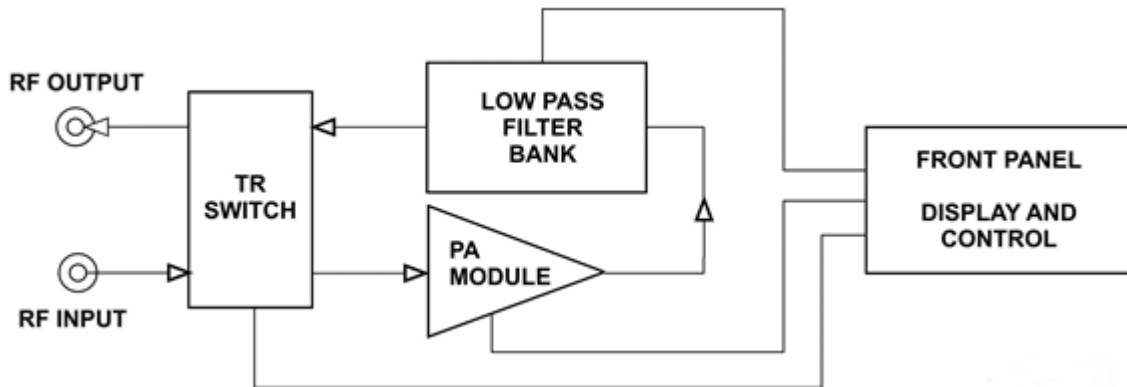 RF OUTPUT
TR
SWITCH
RF INPUT
LOW PASS
FILTER
BANK
PA
MODULE
FRONT PANEL
DISPLAY AND
CONTROL